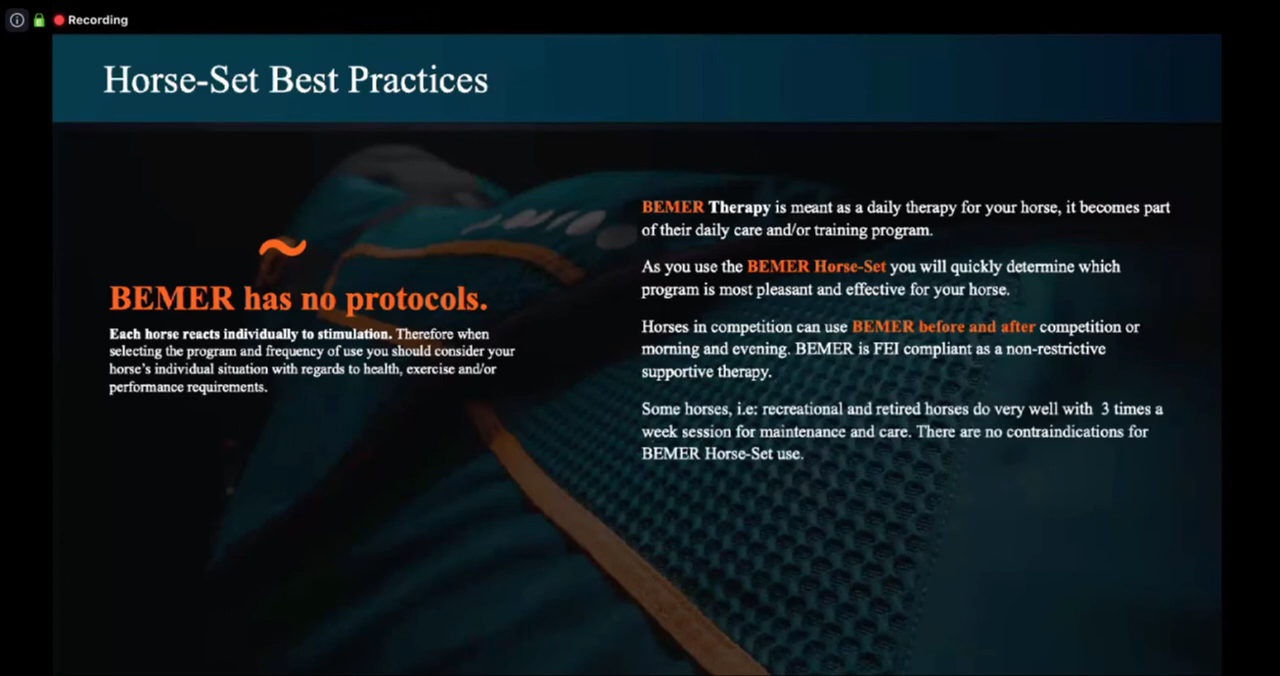 Recording
Horse-Set Best Practices
BEMER has no protocols.
Each horse reacts individually to stimulation. Therefore when
selecting the program and frequency of use you should consider your
horse's individual situation with regards to health, exercise and/or
performance requirements.
BEMER Therapy is meant as a daily therapy for your horse, it becomes part
of their daily care and/or training program.
As you use the BEMER Horse-Set you will quickly determine which
program is most pleasant and effective for your horse.
Horses in competition can use BEMER before and after competition or
morning and evening. BEMER is FEI compliant as a non-restrictive
supportive therapy.
Some horses, i.e: recreational and retired horses do very well with 3 times a
week session for maintenance and care. There are no contraindications for
BEMER Horse-Set use.